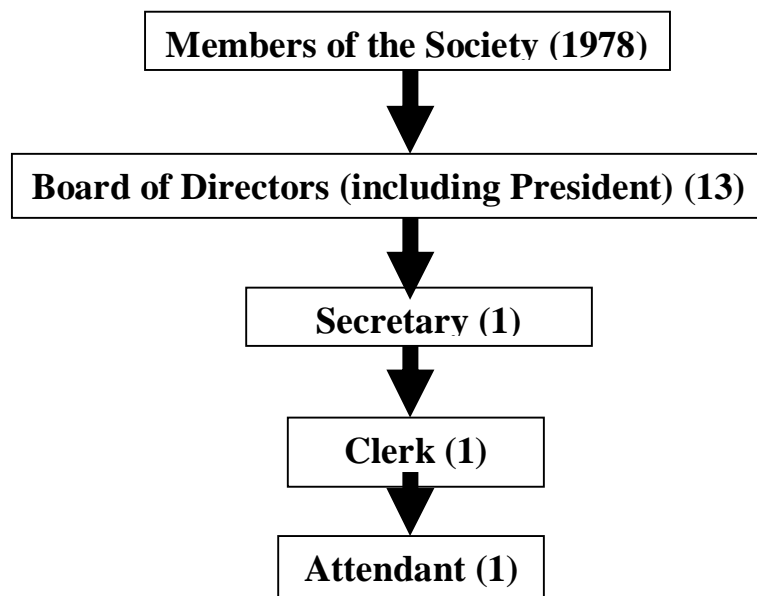 Members of the Society (1978)
Board of Directors (including President) (13)
Secretary (1)
Clerk (1)
Attendant (1)